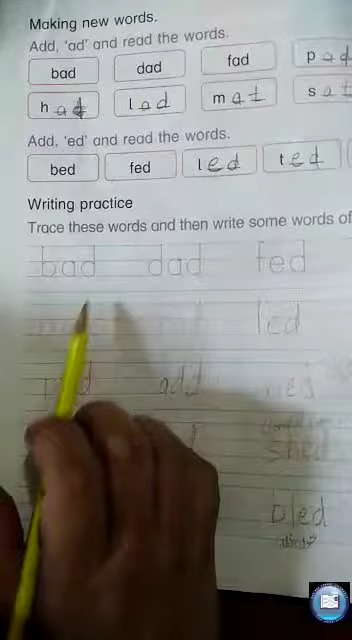 Making new words.
Add, 'ad' and read the words.
bad dad fad pad
had lad mat sat
Add, 'ed' and read the words.
bed fed led ted
Writing practice
Trace these words and then write some words of
bad dad fed
led
shed
bled